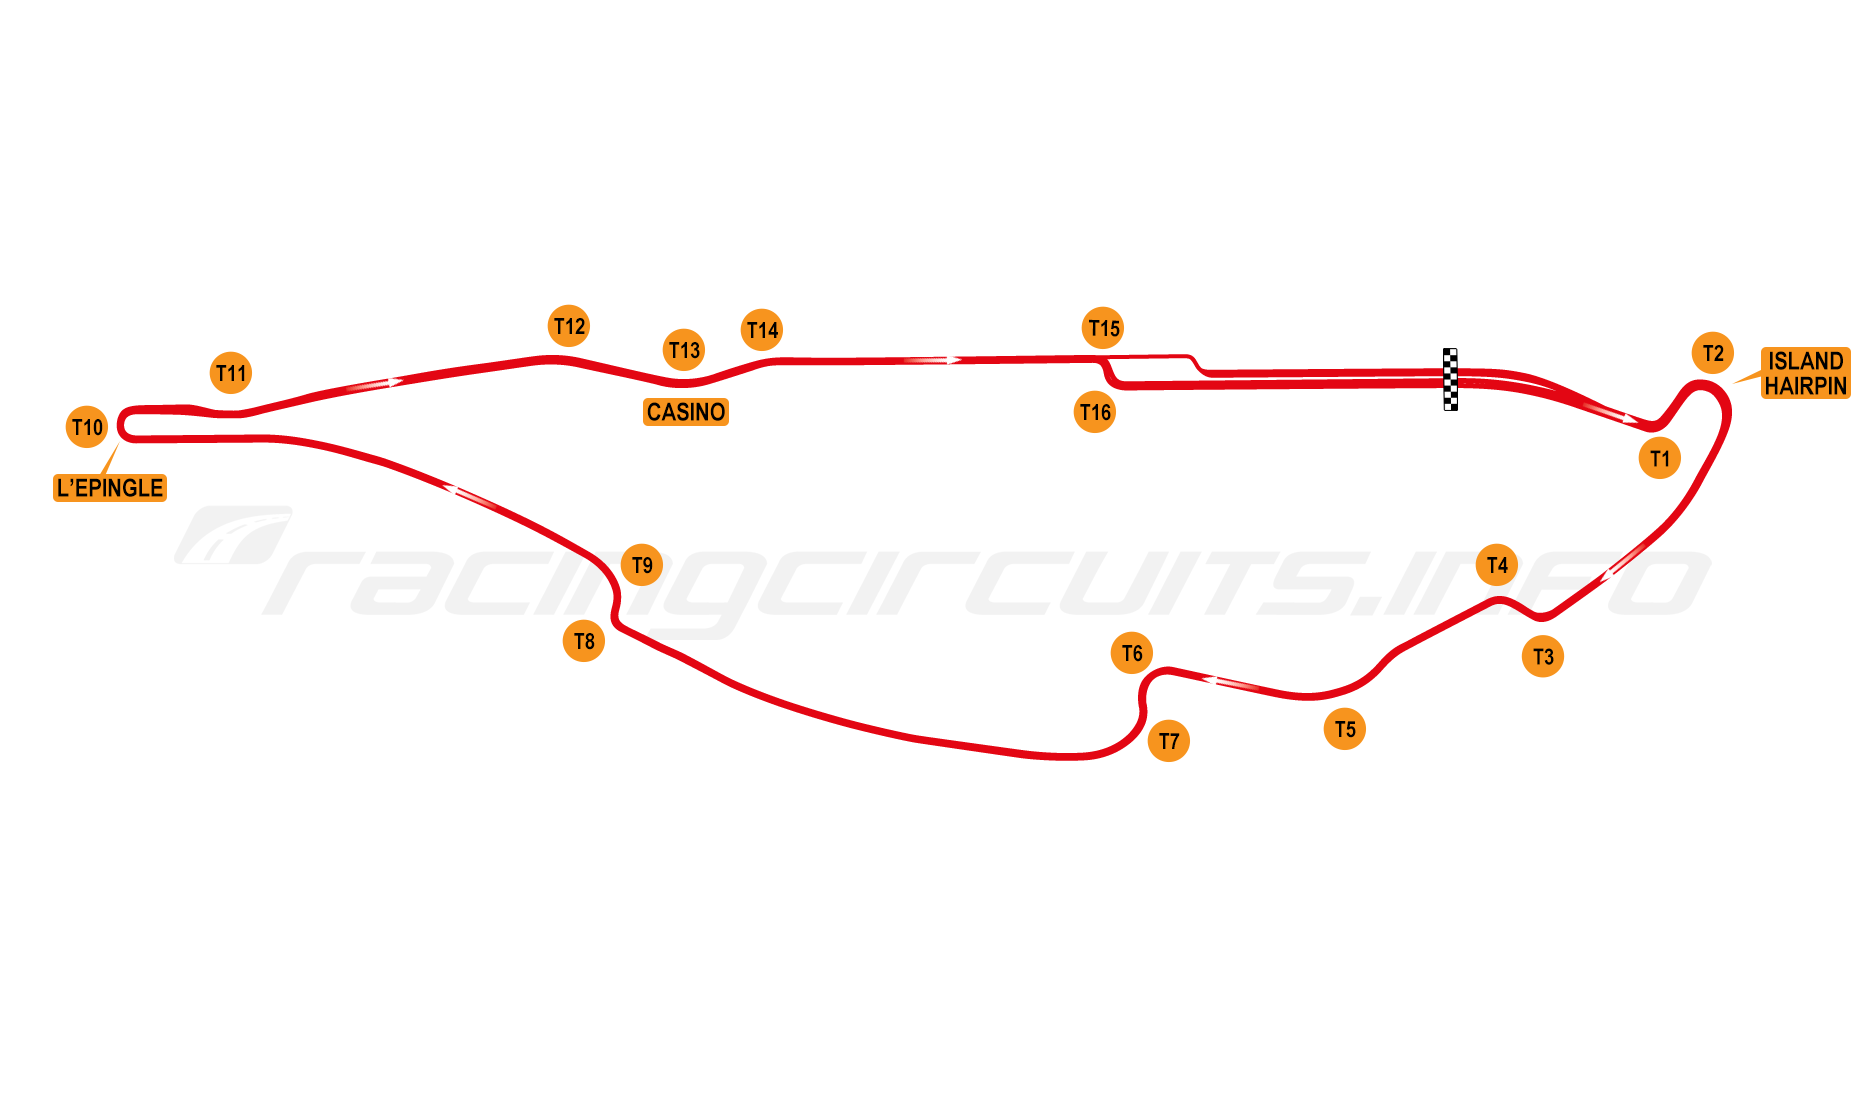 T12
T13
T14
T15
T2
ISLAND
HAIRPIN
T11
CASINO
T16
T10
T1
L’EPINGLE
racingcircuits.info
T9
T4
T8
T6
T3
T7
T5